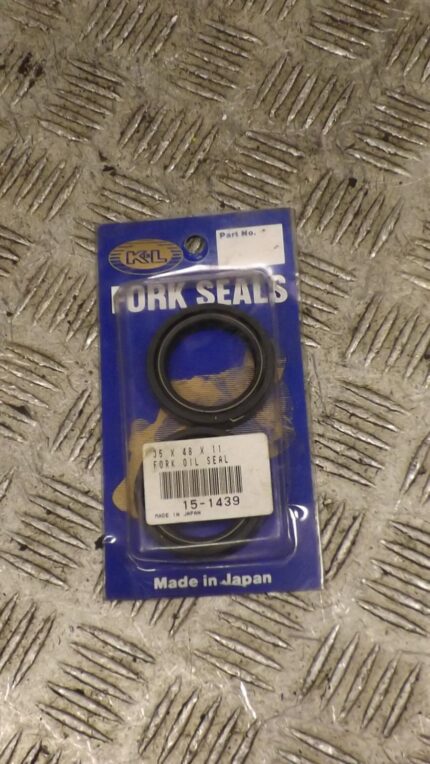 K&L
Part No.
FORK SEALS
35 X 48 X 11
FORK OIL SEAL
15-1439
MADE IN JAPAN
Made in Japan